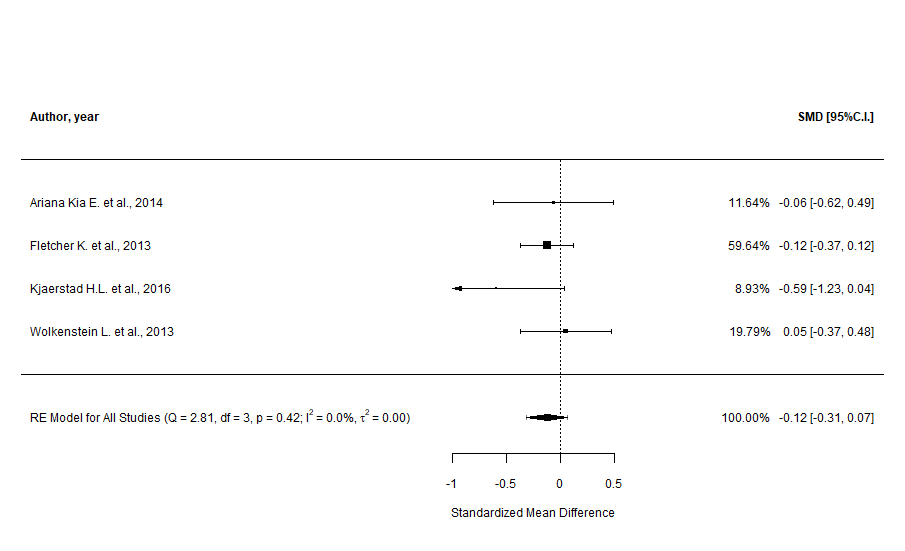 Author, year SMD [95%C.I.]
Ariana Kia E. et al., 2014 11.64% -0.06 [-0.62, 0.49]
Fletcher K. et al., 2013 59.64% -0.12 [-0.37, 0.12]
Kjaerstad H.L. et al., 2016 8.93% -0.59 [-1.23, 0.04]
Wolkenstein L. et al., 2013 19.79% 0.05 [-0.37, 0.48]
RE Model for All Studies (Q = 2.81, df = 3, p = 0.42; I² = 0.0%, τ² = 0.00) 100.00% -0.12 [-0.31, 0.07]
-1 -0.5 0 0.5
Standardized Mean Difference